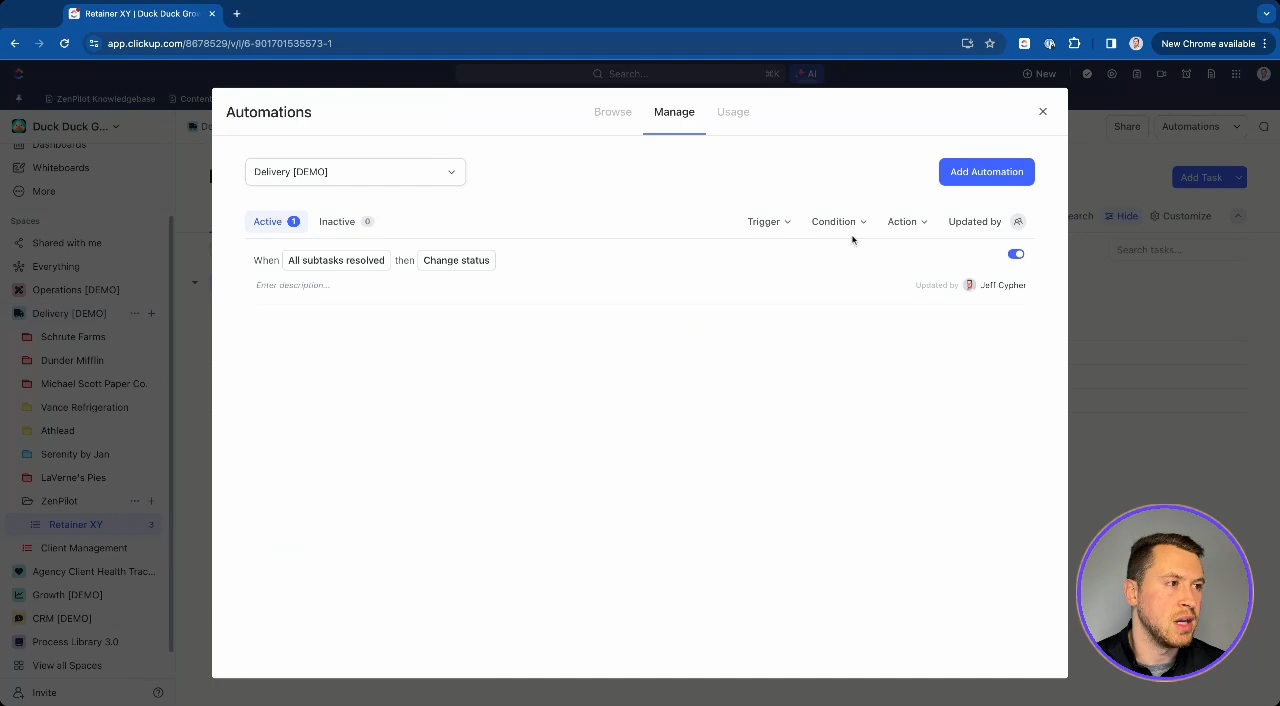 Retainer XY | Duck Duck Gro
app.clickup.com/8678529/v/l/6-901701535573-1
New Chrome available
Search...
⌘K
AI
New
ZenPilot Knowledgebase
Content
Duck Duck G...
Share
Automations
Dashboards
Whiteboards
More
Spaces
Shared with me
Everything
Operations [DEMO]
Delivery [DEMO]
Schrute Farms
Dunder Mifflin
Michael Scott Paper Co.
Vance Refrigeration
Athlead
Serenity by Jan
LaVerne's Pies
ZenPilot
Retainer XY 3
Client Management
Agency Client Health Trac...
Growth [DEMO]
CRM [DEMO]
Process Library 3.0
View all Spaces
Invite
Automations
Browse Manage Usage
Delivery [DEMO]
Add Automation
Active 1 Inactive 0 Trigger Condition Action Updated by
When All subtasks resolved then Change status
Enter description...
Updated by Jeff Cypher
Add Task
Hide
Customize
Search tasks...